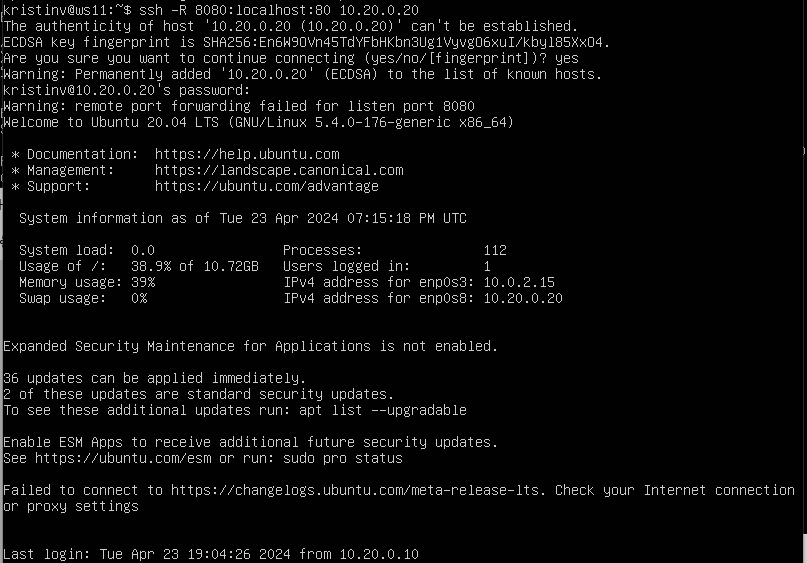 kristinv@ws11:~$ ssh -R 8080:localhost:80 10.20.0.20
The authenticity of host '10.20.0.20 (10.20.0.20)' can't be established.
ECDSA key fingerprint is SHA256:En6W9OVn45TdYFbHKbn3Ug1VyvgO6xuI/kbyl85XxO4.
Are you sure you want to continue connecting (yes/no/[fingerprint])? yes
Warning: Permanently added '10.20.0.20' (ECDSA) to the list of known hosts.
kristinv@10.20.0.20's password:
Warning: remote port forwarding failed for listen port 8080
Welcome to Ubuntu 20.04 LTS (GNU/Linux 5.4.0-176-generic x86_64)
* Documentation: https://help.ubuntu.com
* Management: https://landscape.canonical.com
* Support: https://ubuntu.com/advantage
System information as of Tue 23 Apr 2024 07:15:18 PM UTC
System load: 0.0 Processes: 112
Usage of /: 38.9% of 10.72GB Users logged in: 1
Memory usage: 39% IPv4 address for enp0s3: 10.0.2.15
Swap usage: 0% IPv4 address for enp0s8: 10.20.0.20
Expanded Security Maintenance for Applications is not enabled.
36 updates can be applied immediately.
2 of these updates are standard security updates.
To see these additional updates run: apt list --upgradable
Enable ESM Apps to receive additional future security updates.
See https://ubuntu.com/esm or run: sudo pro status
Failed to connect to https://changelogs.ubuntu.com/meta-release-lts. Check your Internet connection
or proxy settings
Last login: Tue Apr 23 19:04:26 2024 from 10.20.0.10